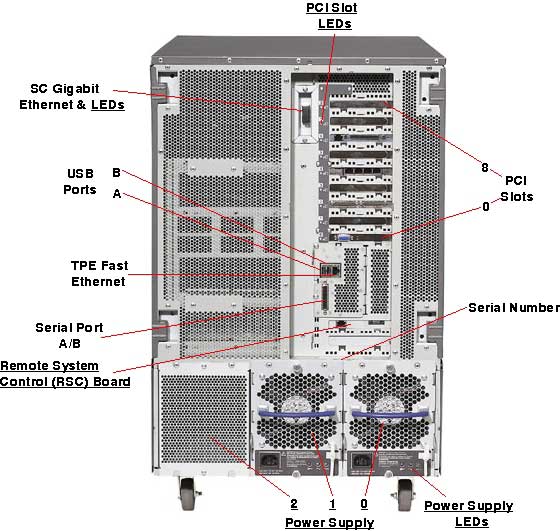 PCI Slot
LEDs
SC Gigabit
Ethernet & LEDs
USB
Ports
B
A
8
PCI
Slots
0
TPE Fast
Ethernet
Serial Number
Serial Port
A/B
Remote System
Control (RSC) Board
2
1
0
Power Supply
Power Supply
LEDs